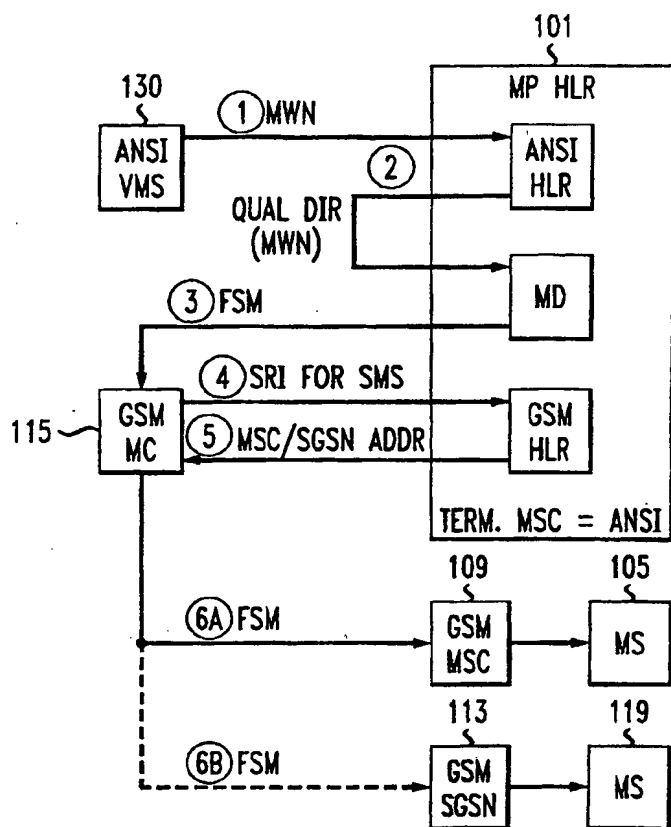 101
MP HLR
130
ANSI
VMS
1 MWN
ANSI
HLR
2
QUAL DIR
(MWN)
MD
3 FSM
4 SRI FOR SMS
115
GSM
MC
5 MSC/SGSN ADDR
GSM
HLR
TERM. MSC = ANSI
109
105
6A FSM
GSM
MSC
MS
113
119
6B FSM
GSM
SGSN
MS